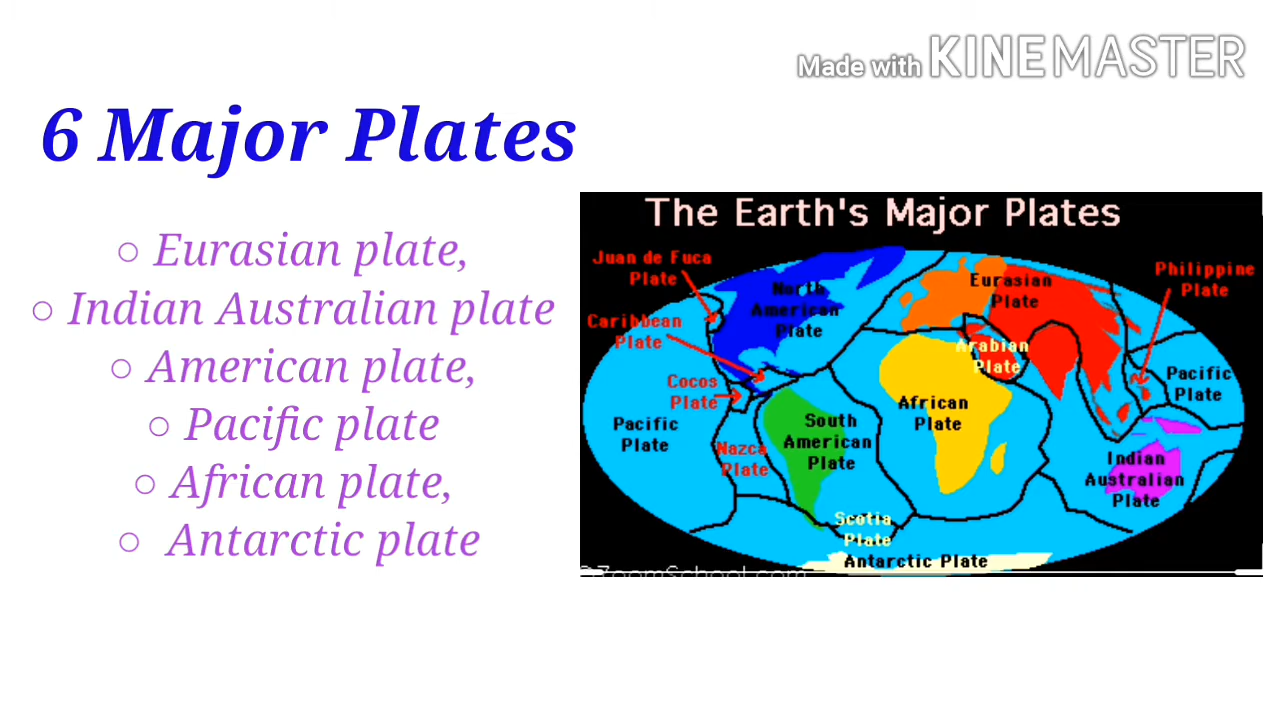 Made with KINEMASTER
6 Major Plates
○ Eurasian plate,
○ Indian Australian plate
○ American plate,
○ Pacific plate
○ African plate,
○ Antarctic plate
The Earth's Major Plates
Juan de Fuca
Plate
North
American
Plate
Eurasian
Plate
Philippine
Plate
Caribbean
Plate
Arabian
Plate
Cocos
Plate
Pacific
Plate
African
Plate
Pacific
Plate
South
American
Plate
Nazca
Plate
Indian
Australian
Plate
Scotia
Plate
Antarctic Plate
©ZoomSchool.com